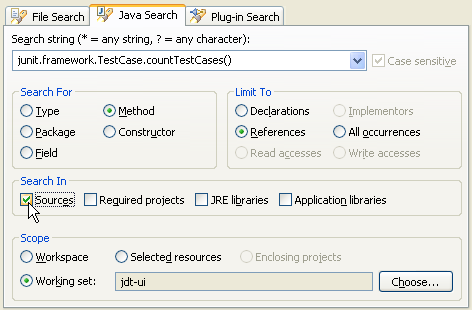 File Search Java Search Plug-in Search
Search string (* = any string, ? = any character):
junit.framework.TestCase.countTestCases() Case sensitive
Search For Limit To
Type Method Declarations Implementors
Package Constructor References All occurrences
Field Read accesses Write accesses
Search In
Sources Required projects JRE libraries Application libraries
Scope
Workspace Selected resources Enclosing projects
Working set: jdt-ui Choose...